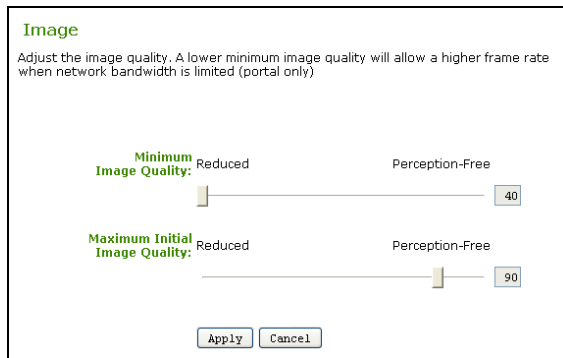 Image
Adjust the image quality. A lower minimum image quality will allow a higher frame rate
when network bandwidth is limited (portal only)
Minimum
Image Quality:
Reduced Perception-Free
40
Maximum Initial
Image Quality:
Reduced Perception-Free
90
Apply Cancel